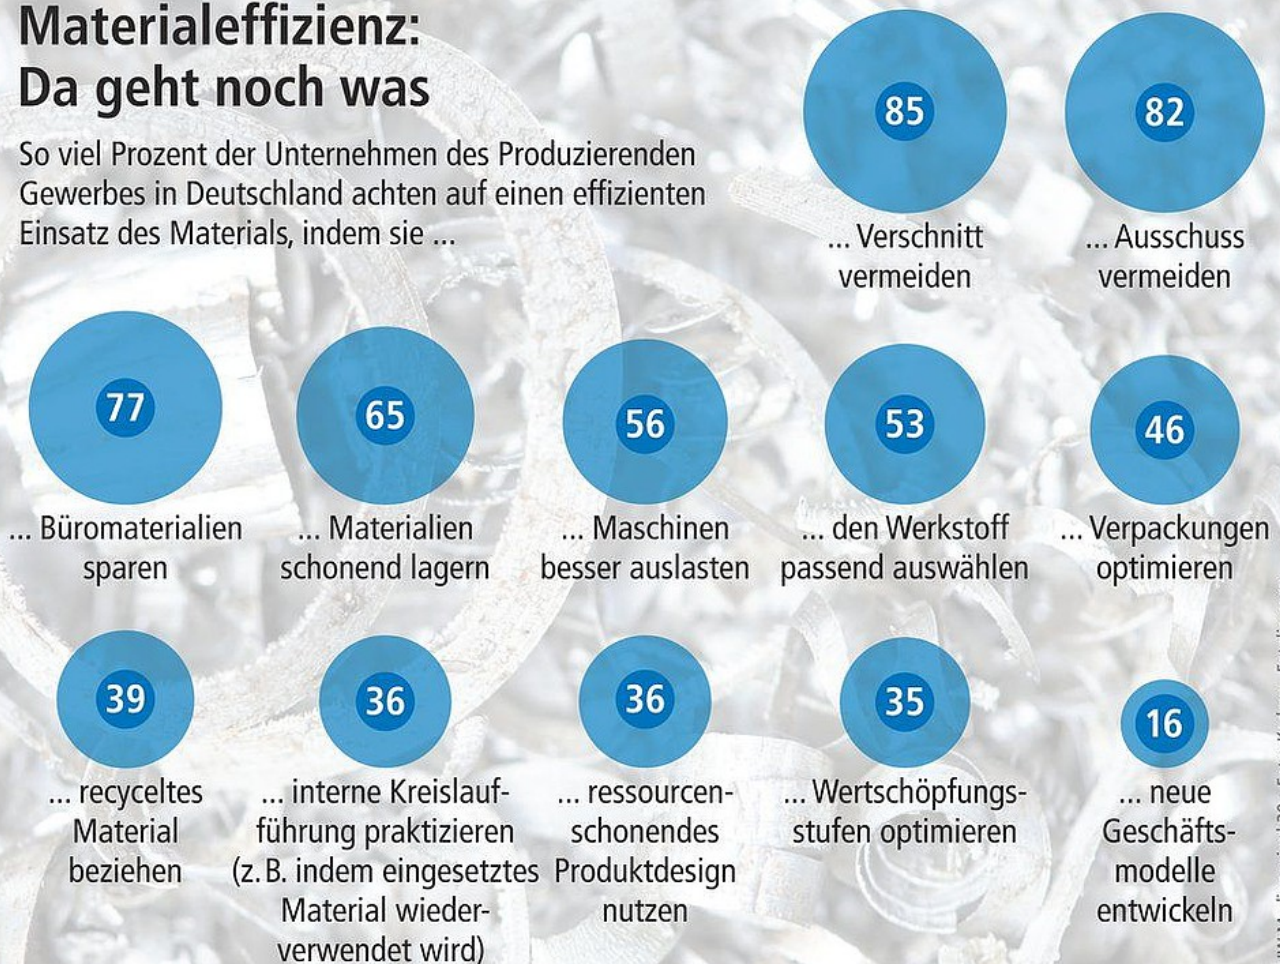 Materialeffizienz:
Da geht noch was
So viel Prozent der Unternehmen des Produzierenden
Gewerbes in Deutschland achten auf einen effizienten
Einsatz des Materials, indem sie ...
85
... Verschnitt
vermeiden
82
... Ausschuss
vermeiden
77
... Büromaterialien
sparen
65
... Materialien
schonend lagern
56
... Maschinen
besser auslasten
53
... den Werkstoff
passend auswählen
46
... Verpackungen
optimieren
39
... recyceltes
Material
beziehen
36
... interne Kreislauf-
führung praktizieren
(z. B. indem eingesetztes
Material wieder-
verwendet wird)
36
... ressourcen-
schonendes
Produktdesign
nutzen
35
... Wertschöpfungs-
stufen optimieren
16
... neue
Geschäfts-
modelle
entwickeln